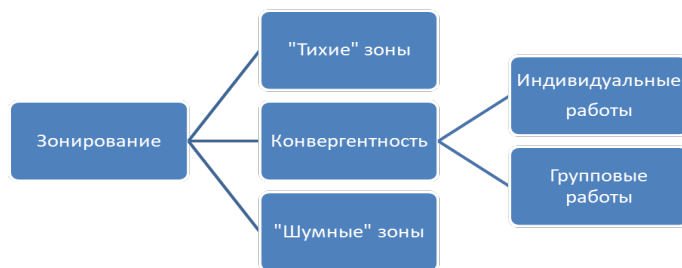 Зонирование
"Тихие" зоны
Конвергентность
"Шумные" зоны
Индивидуальные
работы
Групповые
работы